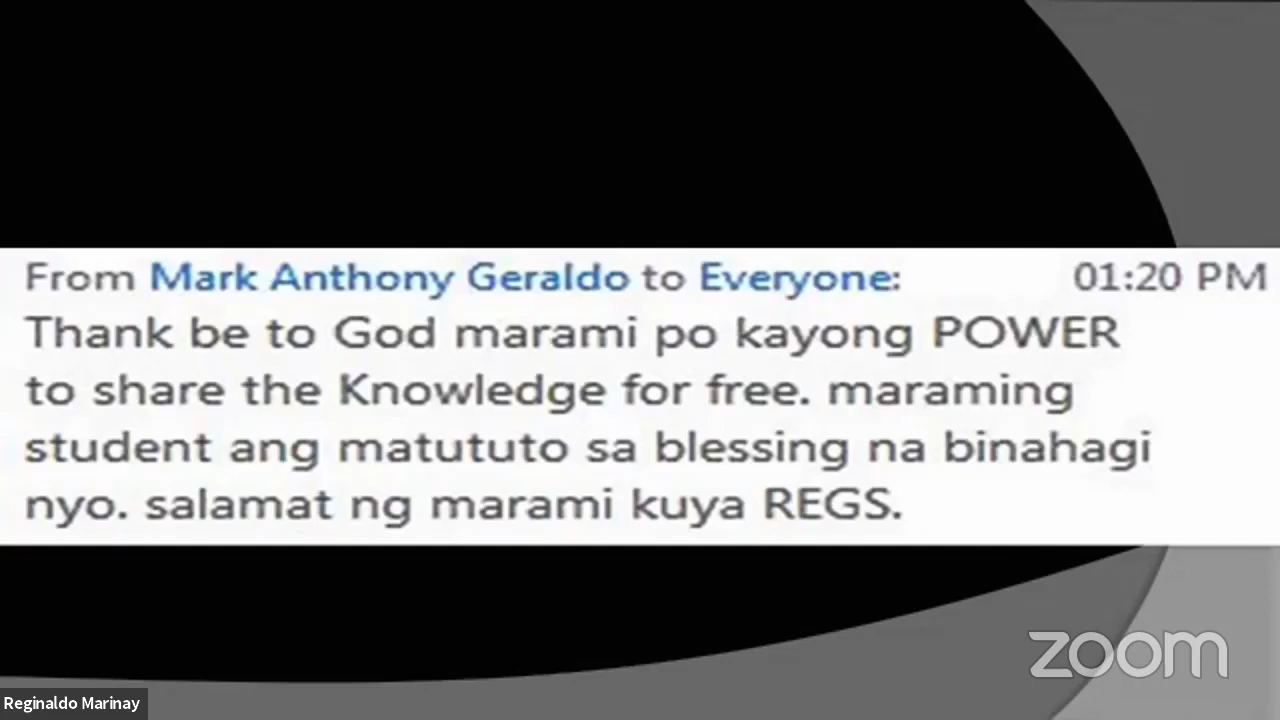 From Mark Anthony Geraldo to Everyone: 01:20 PM
Thank be to God marami po kayong POWER
to share the Knowledge for free. maraming
student ang matututo sa blessing na binahagi
nyo. salamat ng marami kuya REGS.
zoom
Reginaldo Marinay